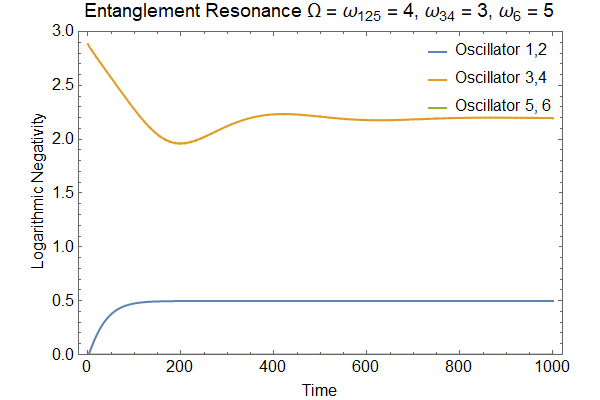 Entanglement Resonance Ω = ω₁₂₅ = 4, ω₃₄ = 3, ω₆ = 5
3.0
Oscillator 1,2
Oscillator 3,4
2.5
Oscillator 5, 6
2.0
Logarithmic Negativity
1.5
1.0
0.5
0.0
0 200 400 600 800 1000
Time